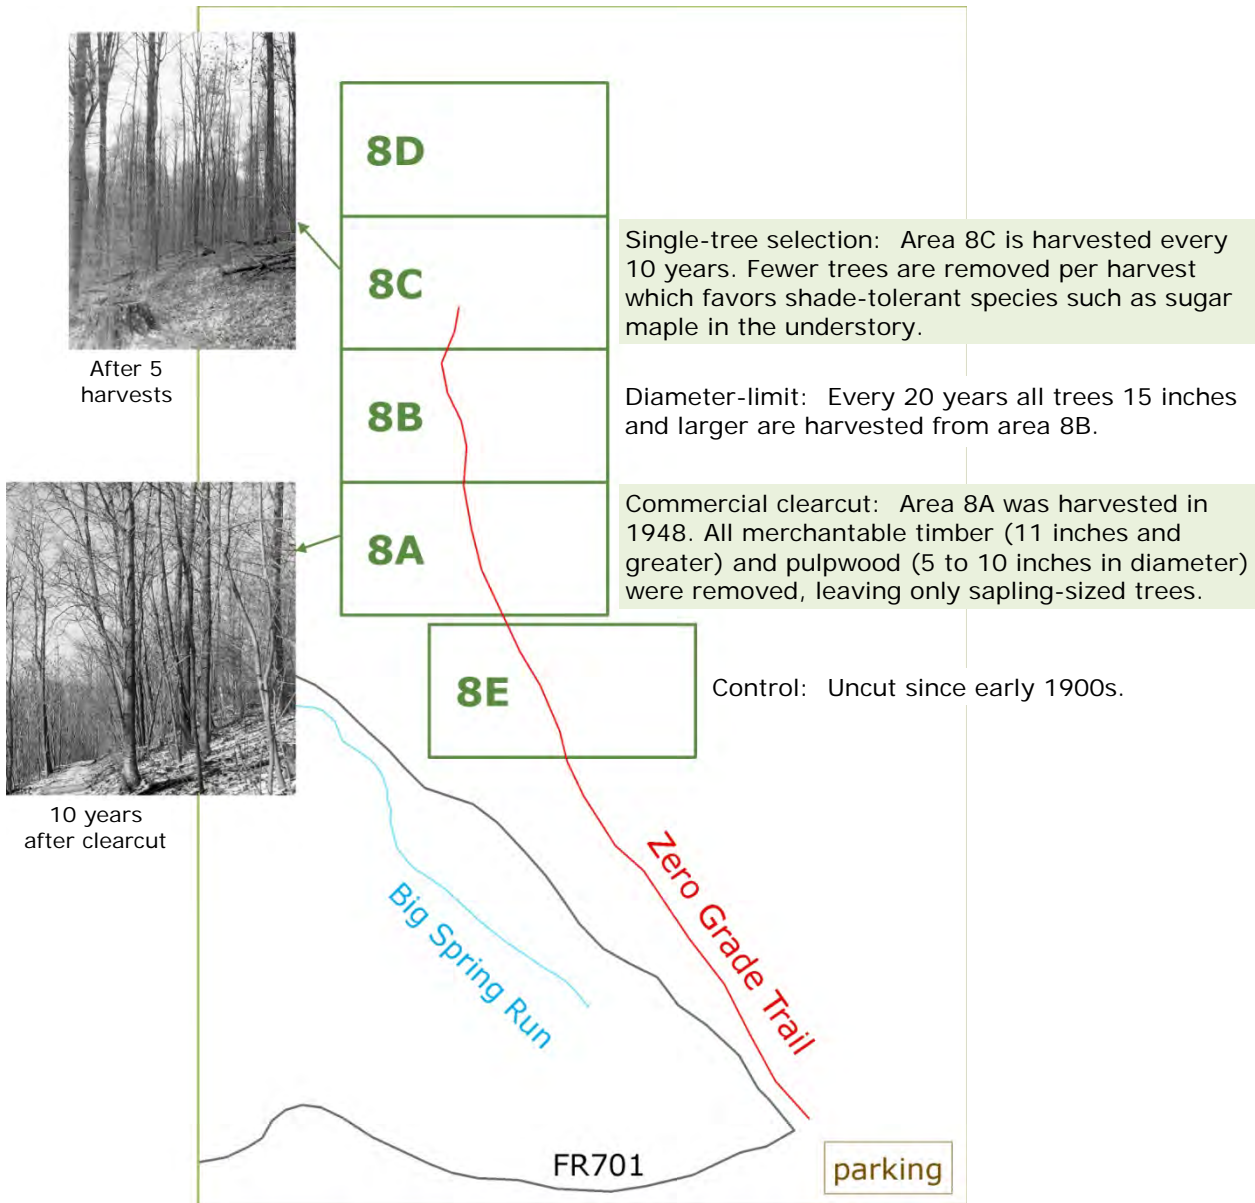 8D
8C
Single-tree selection: Area 8C is harvested every
10 years. Fewer trees are removed per harvest
which favors shade-tolerant species such as sugar
maple in the understory.
After 5
harvests
8B
Diameter-limit: Every 20 years all trees 15 inches
and larger are harvested from area 8B.
8A
Commercial clearcut: Area 8A was harvested in
1948. All merchantable timber (11 inches and
greater) and pulpwood (5 to 10 inches in diameter)
were removed, leaving only sapling-sized trees.
8E
Control: Uncut since early 1900s.
10 years
after clearcut
Zero Grade Trail
Big Spring Run
FR701
parking